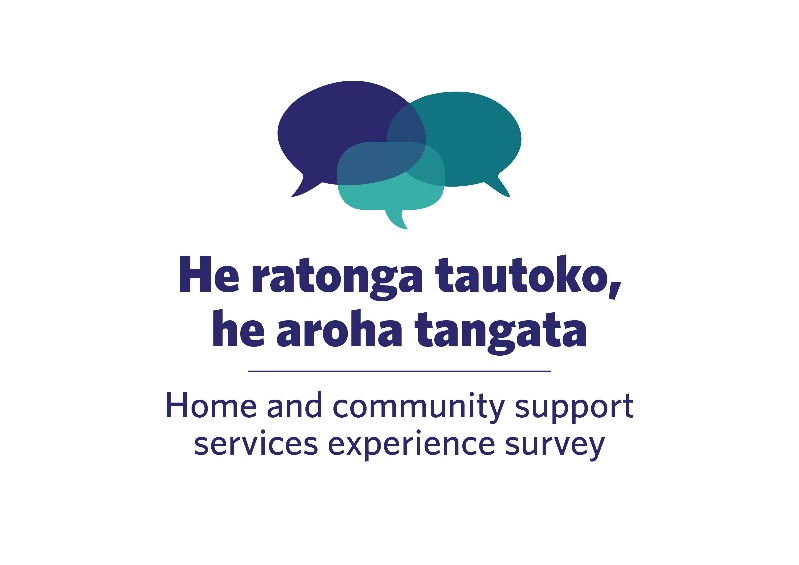 He ratonga tautoko,
he aroha tangata
Home and community support
services experience survey